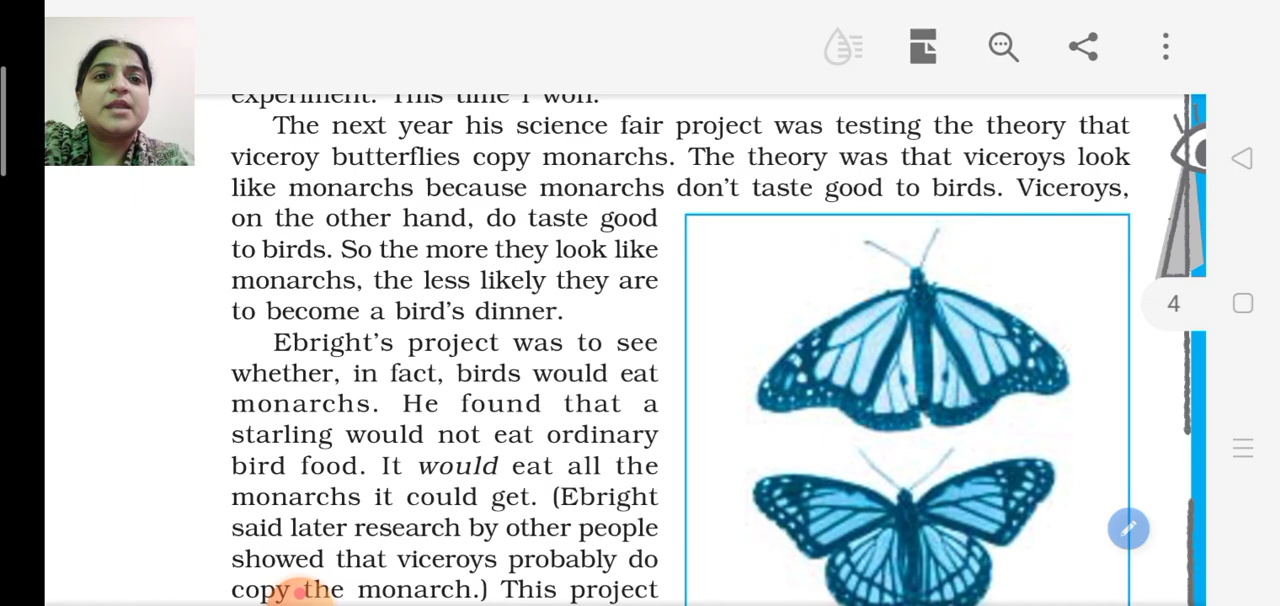 experiment. This time I won.
The next year his science fair project was testing the theory that
viceroy butterflies copy monarchs. The theory was that viceroys look
like monarchs because monarchs don't taste good to birds. Viceroys,
on the other hand, do taste good
to birds. So the more they look like
monarchs, the less likely they are
to become a bird's dinner.
Ebright's project was to see
whether, in fact, birds would eat
monarchs. He found that a
starling would not eat ordinary
bird food. It would eat all the
monarchs it could get. (Ebright
said later research by other people
showed that viceroys probably do
copy the monarch.) This project
4